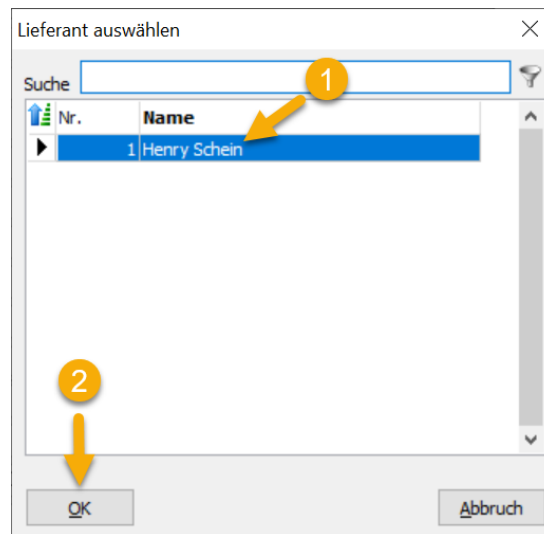 Lieferant auswählen
Suche
1
Nr. Name
1 Henry Schein
2
OK Abbruch